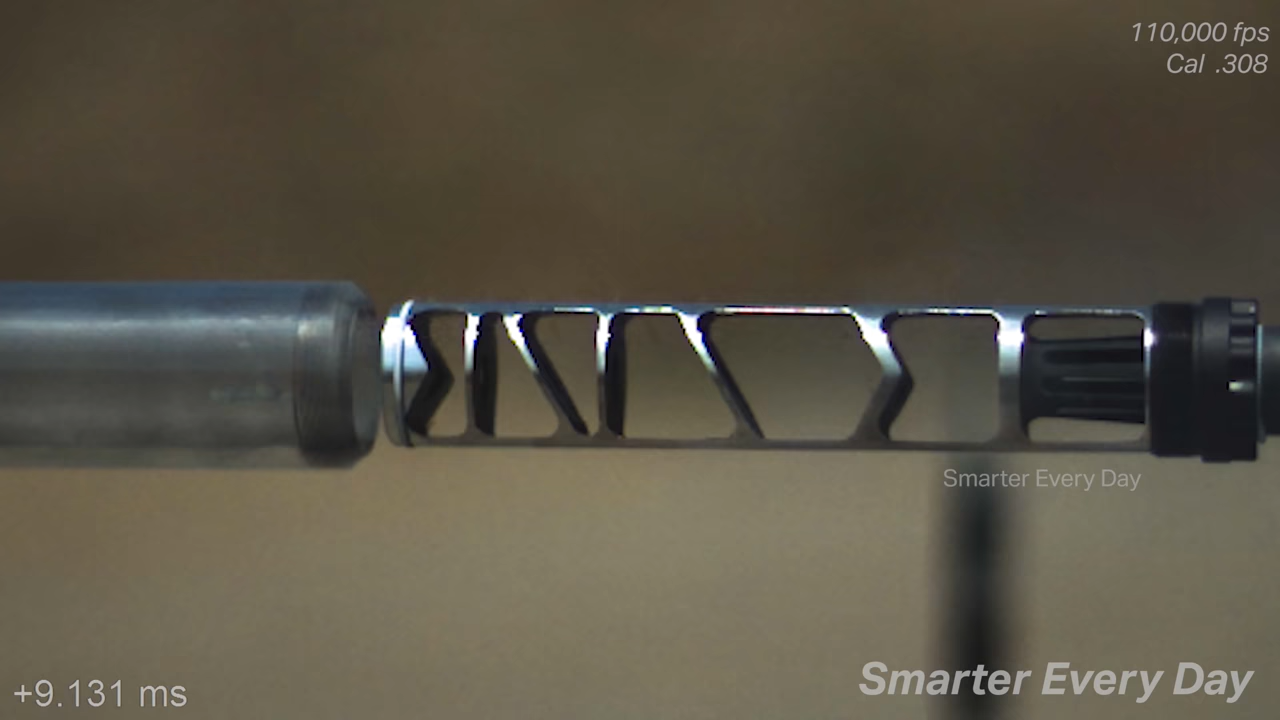 110,000 fps
Cal .308
Smarter Every Day
+9.131 ms
Smarter Every Day